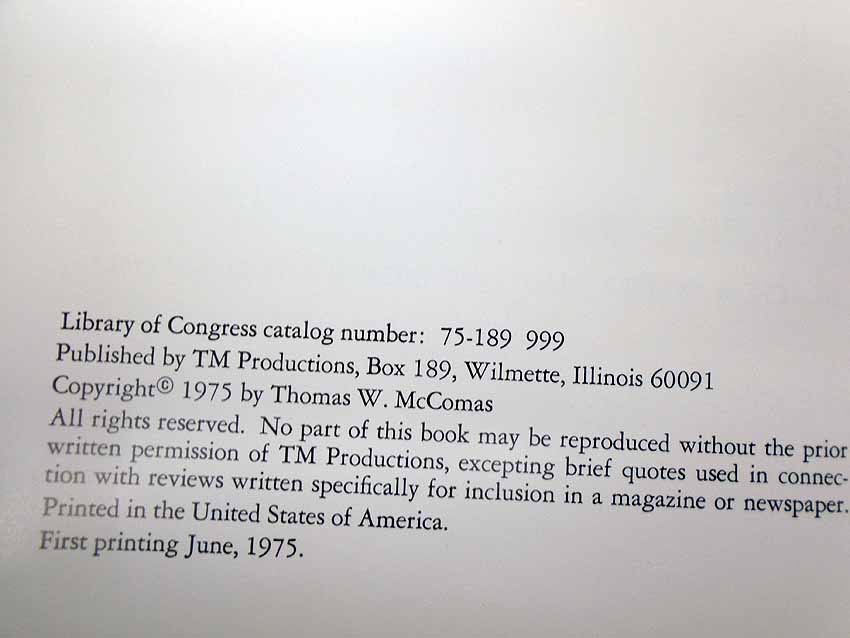 Library of Congress catalog number: 75-189 999
Published by TM Productions, Box 189, Wilmette, Illinois 60091
Copyright© 1975 by Thomas W. McComas
All rights reserved. No part of this book may be reproduced without the prior
written permission of TM Productions, excepting brief quotes used in connec-
tion with reviews written specifically for inclusion in a magazine or newspaper.
Printed in the United States of America.
First printing June, 1975.